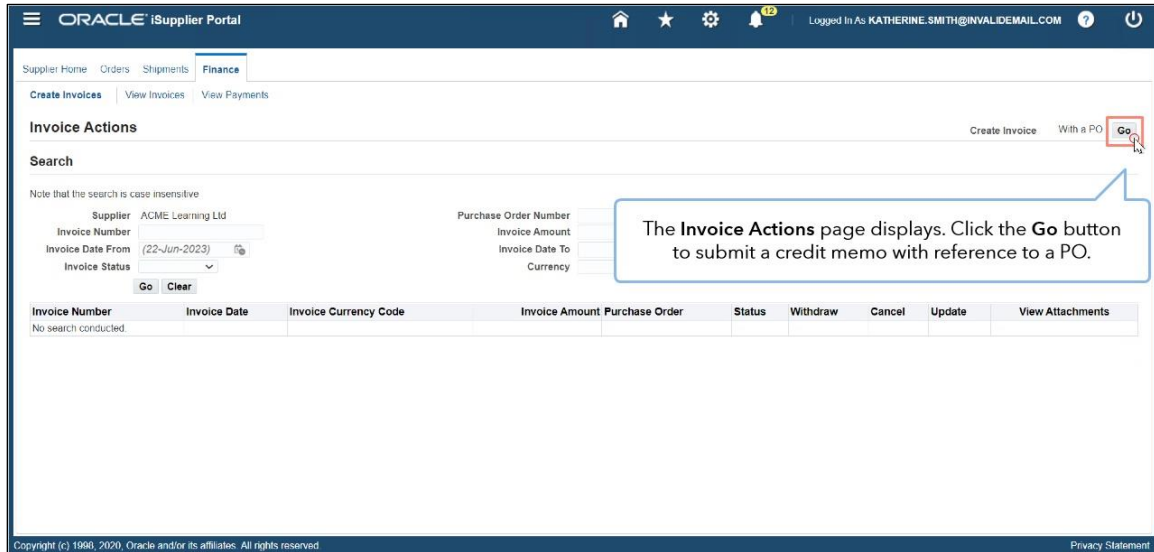 ORACLE® iSupplier Portal
12
Logged In As KATHERINE.SMITH@INVALIDEMAIL.COM
?
Supplier Home Orders Shipments Finance
Create Invoices View Invoices View Payments
Invoice Actions
Create Invoice With a PO Go
Search
Note that the search is case insensitive
Supplier ACME Learning Ltd
Purchase Order Number
Invoice Number
Invoice Amount
Invoice Date From (22-Jun-2023)
Invoice Date To
Invoice Status
Currency
Go Clear
The Invoice Actions page displays. Click the Go button
to submit a credit memo with reference to a PO.
Invoice Number Invoice Date Invoice Currency Code Invoice Amount Purchase Order Status Withdraw Cancel Update View Attachments
No search conducted.
Copyright (c) 1998, 2020, Oracle and/or its affiliates. All rights reserved.
Privacy Statement